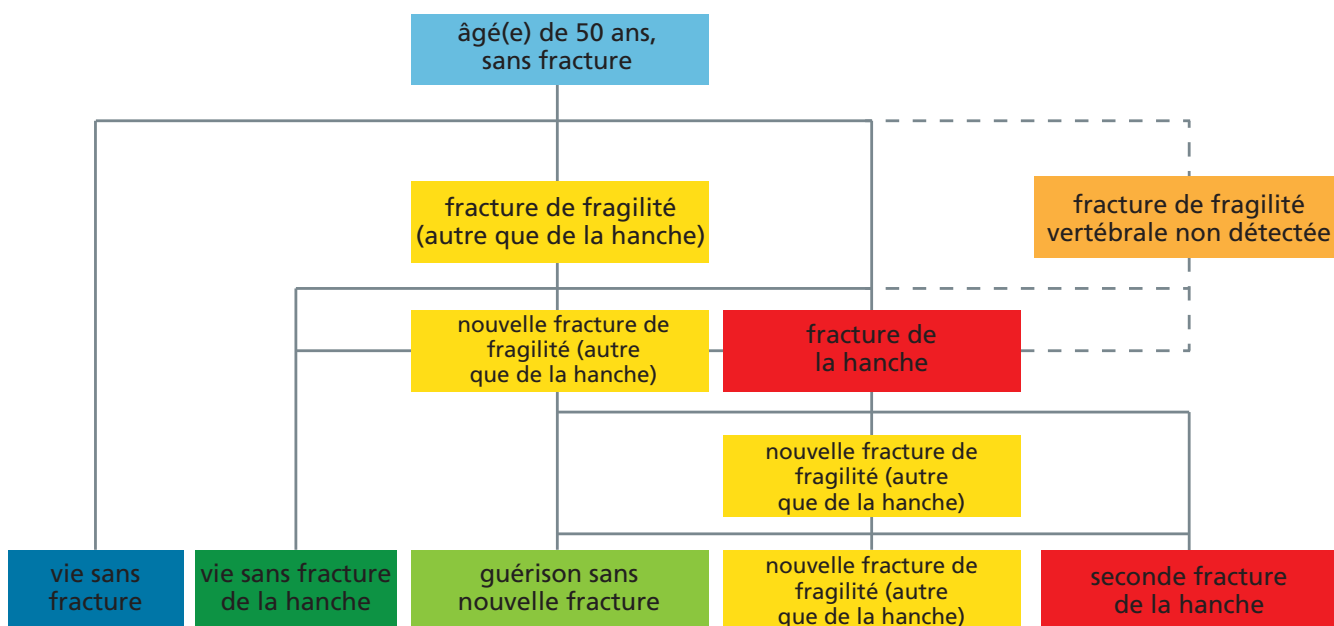 âgé(e) de 50 ans,
sans fracture
fracture de fragilité
(autre que de la hanche)
fracture de fragilité
vertébrale non détectée
nouvelle fracture de
fragilité (autre
que de la hanche)
fracture de
la hanche
nouvelle fracture de
fragilité (autre
que de la hanche)
vie sans
fracture
vie sans fracture
de la hanche
guérison sans
nouvelle fracture
nouvelle fracture de
fragilité (autre
que de la hanche)
seconde fracture
de la hanche